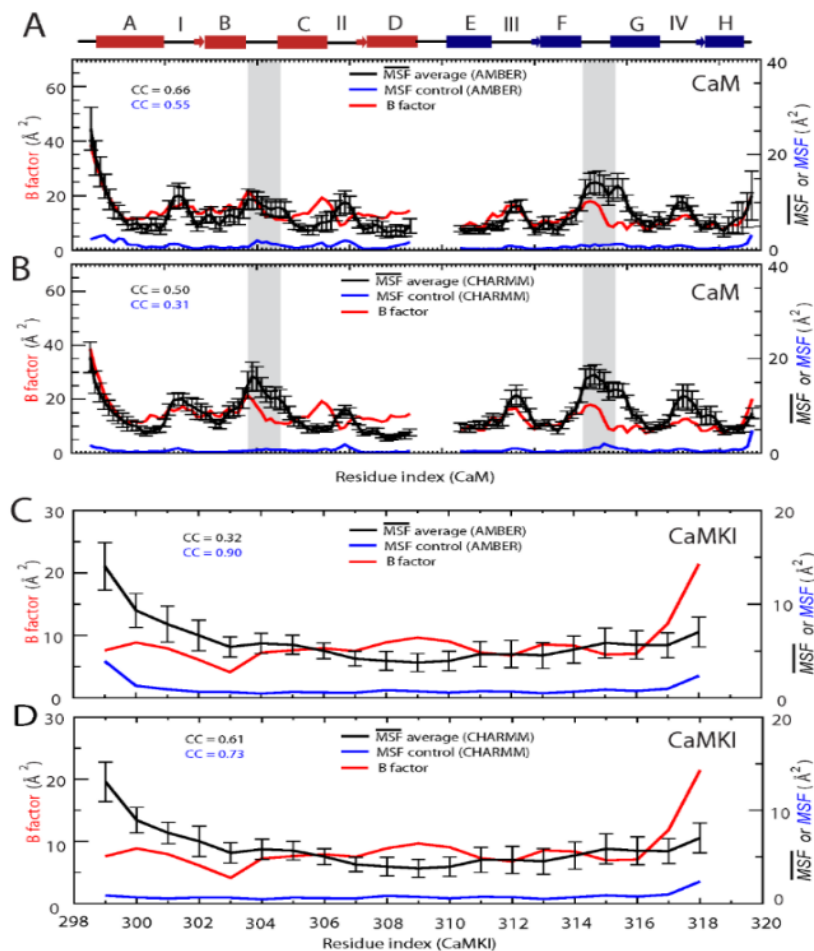 A I B C II D E III F G IV H
A
CaM
CC = 0.66
CC = 0.55
MSF average (AMBER)
MSF control (AMBER)
B factor
B factor (Å²)
60
40
20
0
40
20
0
MSF or MSF (Å²)
B
CaM
CC = 0.50
CC = 0.31
MSF average (CHARMM)
MSF control (CHARMM)
B factor
B factor (Å²)
60
40
20
0
40
20
0
MSF or MSF (Å²)
Residue index (CaM)
C
CaMKI
CC = 0.32
CC = 0.90
MSF average (AMBER)
MSF control (AMBER)
B factor
B factor (Å²)
30
20
10
0
20
10
0
MSF or MSF (Å²)
D
CaMKI
CC = 0.61
CC = 0.73
MSF average (CHARMM)
MSF control (CHARMM)
B factor
B factor (Å²)
30
20
10
0
20
10
0
MSF or MSF (Å²)
298 300 302 304 306 308 310 312 314 316 318 320
Residue index (CaMKI)